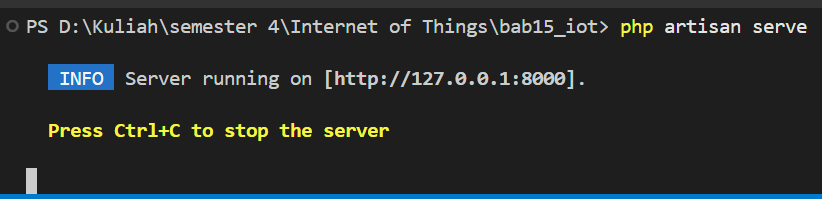 PS D:\Kuliah\semester 4\Internet of Things\bab15_iot> php artisan serve
INFO Server running on [http://127.0.0.1:8000].
Press Ctrl+C to stop the server